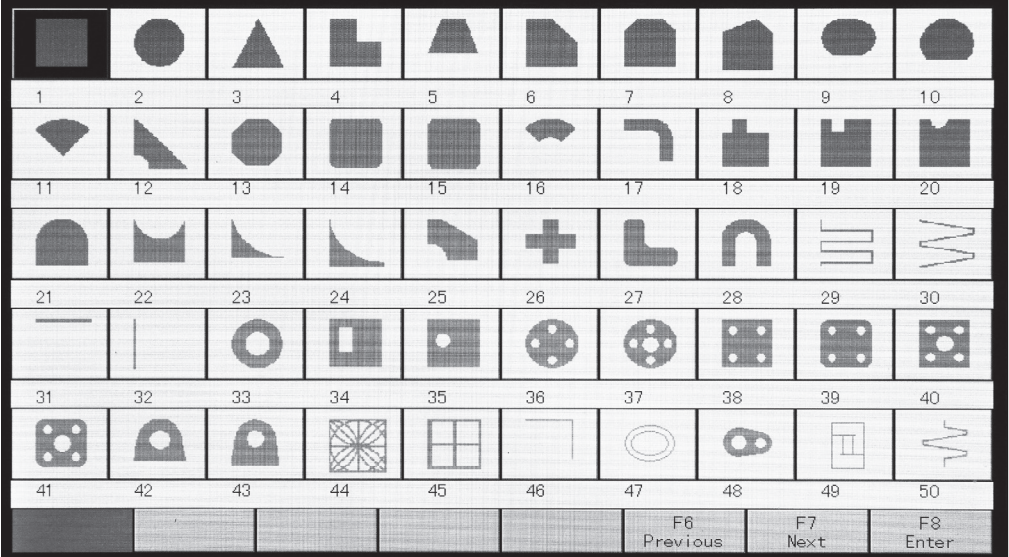 1 2 3 4 5 6 7 8 9 10
11 12 13 14 15 16 17 18 19 20
21 22 23 24 25 26 27 28 29 30
31 32 33 34 35 36 37 38 39 40
41 42 43 44 45 46 47 48 49 50
F6 F7 F8
Previous Next Enter